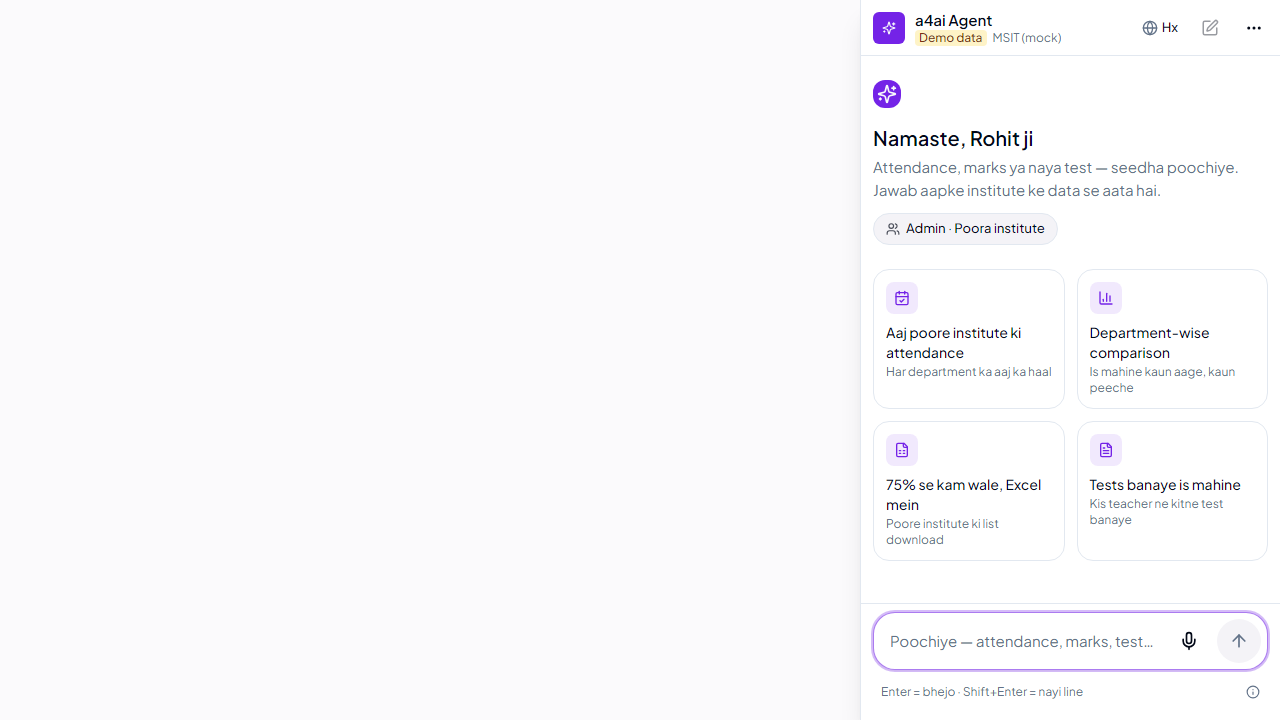 a4ai Agent
Demo data MSIT (mock)
Hx
Namaste, Rohit ji
Attendance, marks ya naya test — seedha poochiye.
Jawab aapke institute ke data se aata hai.
Admin · Poora institute
Aaj poore institute ki
attendance
Har department ka aaj ka haal
Department-wise
comparison
Is mahine kaun aage, kaun
peeche
75% se kam wale, Excel
mein
Poore institute ki list
download
Tests banaye is mahine
Kis teacher ne kitne test
banaye
Poochiye — attendance, marks, test…
Enter = bhejo · Shift+Enter = nayi line